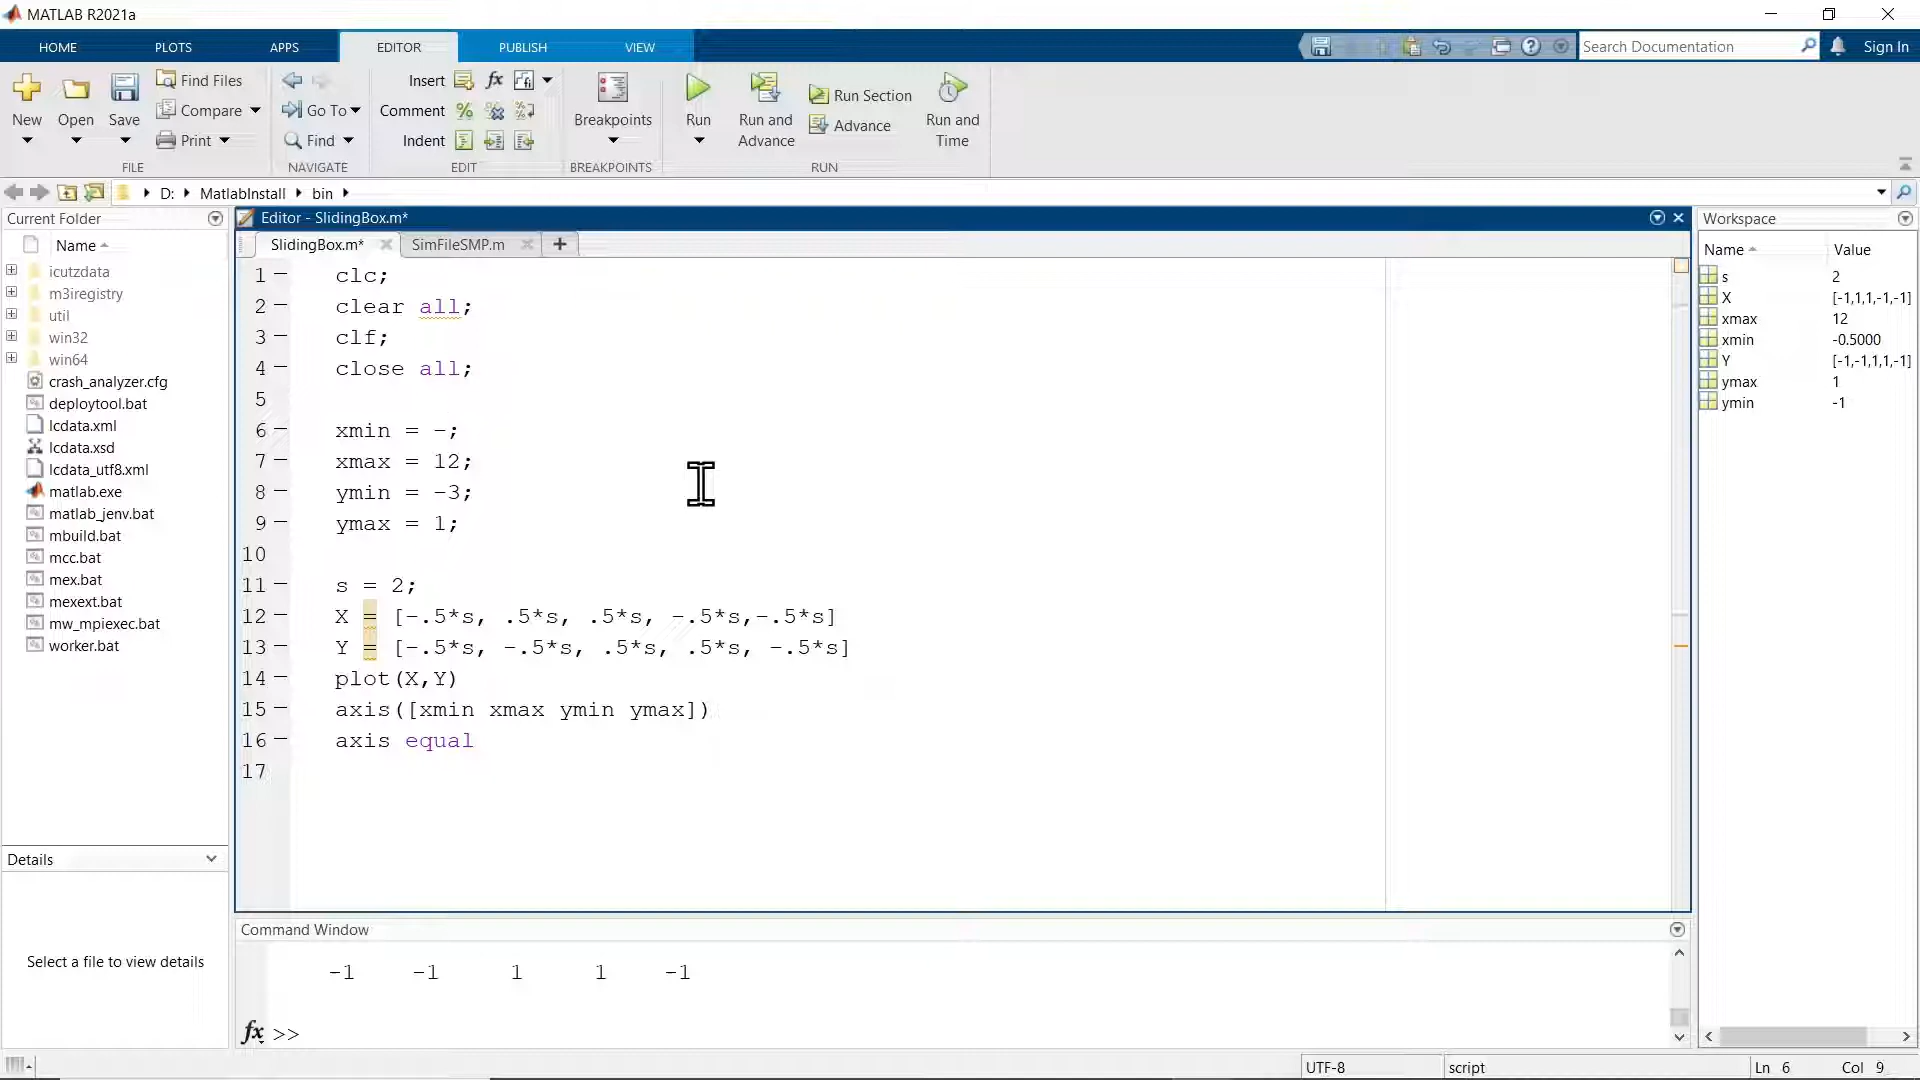 MATLAB R2021a
HOME PLOTS APPS EDITOR PUBLISH VIEW
Search Documentation
Sign In
New
Open
Save
Find Files
Compare
Print
FILE
Go To
Find
NAVIGATE
Insert
Comment
Indent
EDIT
Breakpoints
BREAKPOINTS
Run
Run and Advance
Run Section
Advance
Run and Time
RUN
D: MatlabInstall bin
Current Folder
Name
icutzdata
m3iregistry
util
win32
win64
crash_analyzer.cfg
deploytool.bat
lcdata.xml
lcdata.xsd
lcdata_utf8.xml
matlab.exe
matlab_jenv.bat
mbuild.bat
mcc.bat
mex.bat
mexext.bat
mw_mpiexec.bat
worker.bat
Details
Select a file to view details
Editor - SlidingBox.m*
SlidingBox.m* SimFileSMP.m
1 clc;
2 clear all;
3 clf;
4 close all;
5
6 xmin = -;
7 xmax = 12;
8 ymin = -3;
9 ymax = 1;
10
11 s = 2;
12 X = [-.5*s, .5*s, .5*s, -.5*s,-.5*s]
13 Y = [-.5*s, -.5*s, .5*s, .5*s, -.5*s]
14 plot(X,Y)
15 axis([xmin xmax ymin ymax])
16 axis equal
17
Command Window
-1 -1 1 1 -1
fx >>
Workspace
Name Value
s 2
X [-1,1,1,-1,-1]
xmax 12
xmin -0.5000
Y [-1,-1,1,1,-1]
ymax 1
ymin -1
UTF-8 script Ln 6 Col 9